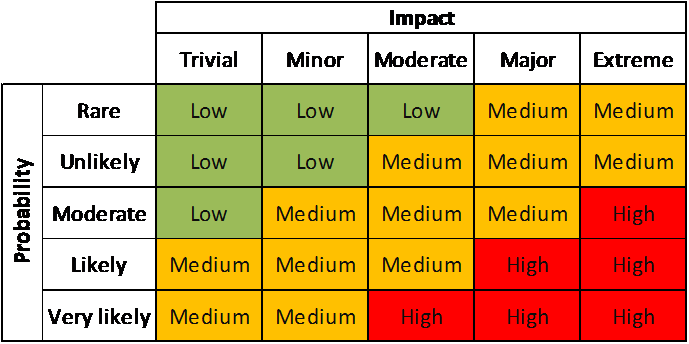 Impact
Trivial Minor Moderate Major Extreme
Probability
Rare Low Low Low Medium Medium
Unlikely Low Low Medium Medium Medium
Moderate Low Medium Medium Medium High
Likely Medium Medium Medium High High
Very likely Medium Medium High High High